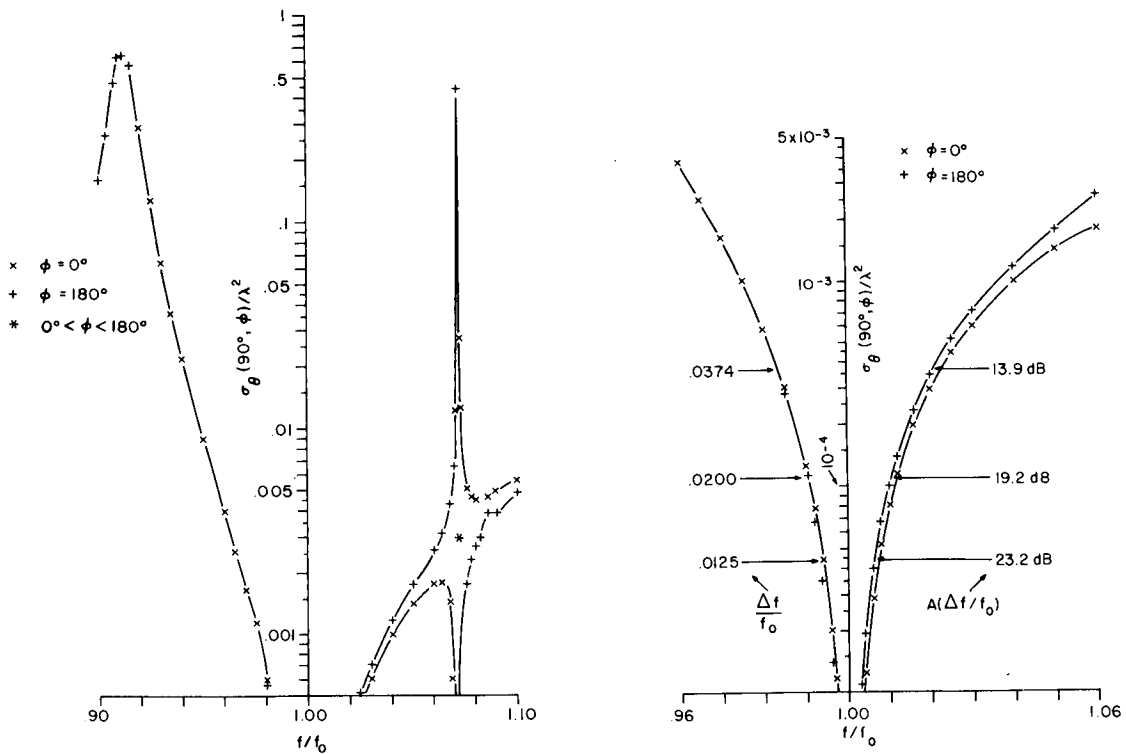 1
.5
.1
.05
.01
.005
.001
σθ (90°, φ)/λ²
× φ = 0°
+ φ = 180°
* 0° < φ < 180°
.90
1.00
1.10
f/f₀
5x10⁻³
10⁻³
10⁻⁴
σθ (90°, φ)/λ²
× φ = 0°
+ φ = 180°
.0374
.0200
.0125
Δf
f₀
13.9 dB
19.2 dB
23.2 dB
A(Δf/f₀)
.96
1.00
1.06
f/f₀